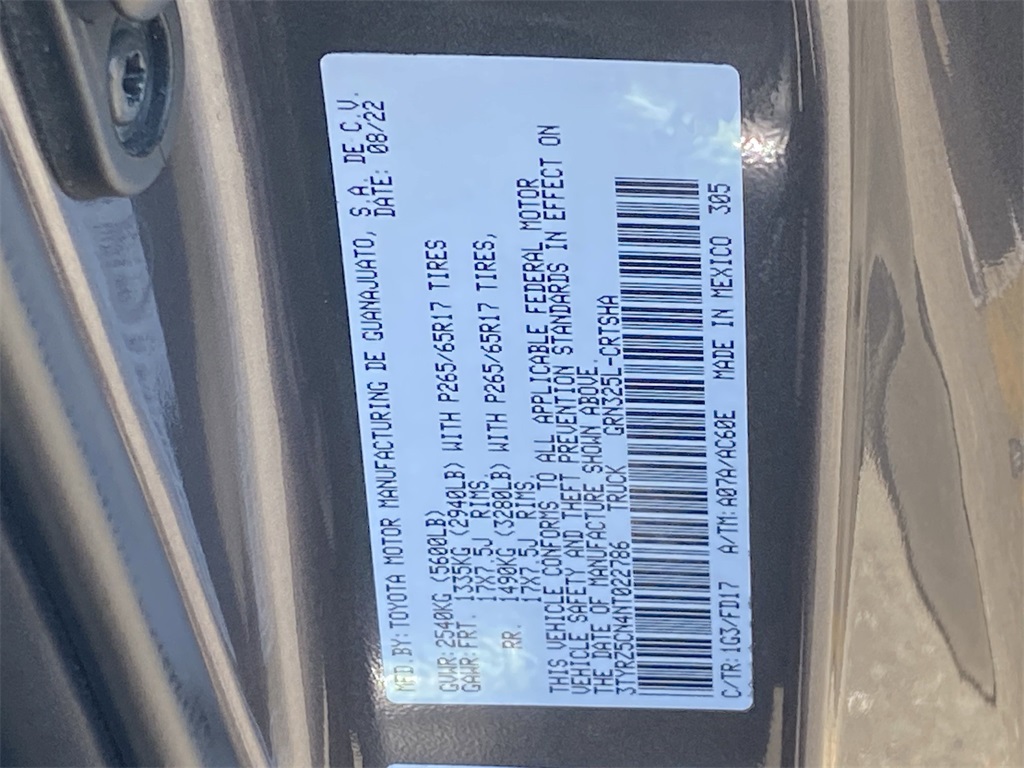 MFD.BY: TOYOTA MOTOR MANUFACTURING DE GUANAJUATO, S.A. DE C.V.
DATE: 08/22
GVWR: 2540KG (5600LB)
GAWR: FRT. 1335KG (2940LB) WITH P265/65R17 TIRES
17X7.5J RIMS.
RR. 1490KG (3280LB) WITH P265/65R17 TIRES,
17X7.5J RIMS.
THIS VEHICLE CONFORMS TO ALL APPLICABLE FEDERAL MOTOR
VEHICLE SAFETY AND THEFT PREVENTION STANDARDS IN EFFECT ON
THE DATE OF MANUFACTURE SHOWN ABOVE.
3TYRZ5CN4NT022786 TRUCK GRN325L-CRTSHA
C/TR: 1G3/FD17 A/TM: A07A/AC60E MADE IN MEXICO 305